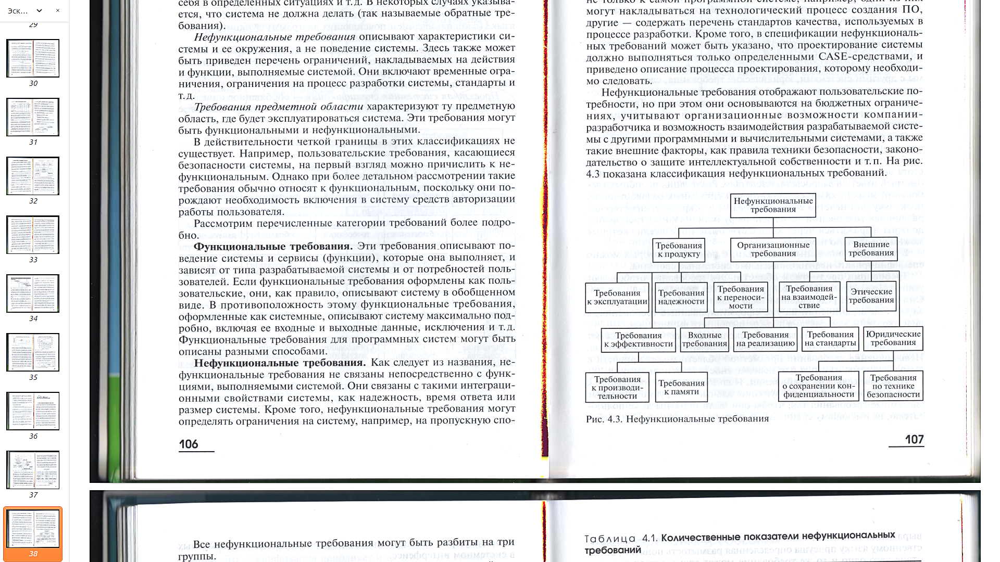 Эск...
29
30
31
32
33
34
35
36
37
38
себя в определенных ситуациях и т.д. В некоторых случаях указыва-
ется, что система не должна делать (так называемые обратные тре-
бования).
Нефункциональные требования описывают характеристики си-
стемы и ее окружения, а не поведение системы. Здесь также может
быть приведен перечень ограничений, накладываемых на действия
и функции, выполняемые системой. Они включают временные огра-
ничения, ограничения на процесс разработки системы, стандарты и
т.д.
Требования предметной области характеризуют ту предметную
область, где будет эксплуатироваться система. Эти требования могут
быть функциональными и нефункциональными.
В действительности четкой границы в этих классификациях не
существует. Например, пользовательские требования, касающиеся
безопасности системы, на первый взгляд можно причислить к не-
функциональным. Однако при более детальном рассмотрении такие
требования обычно относят к функциональным, поскольку они по-
рождают необходимость включения в систему средств авторизации
работы пользователя.
Рассмотрим перечисленные категории требований более подро-
бно.
Функциональные требования. Эти требования описывают по-
ведение системы и сервисы (функции), которые она выполняет, и
зависят от типа разрабатываемой системы и от потребностей поль-
зователей. Если функциональные требования оформлены как поль-
зовательские, они, как правило, описывают систему в обобщенном
виде. В противоположность этому функциональные требования,
оформленные как системные, описывают систему максимально под-
робно, включая ее входные и выходные данные, исключения и т.д.
Функциональные требования для программных систем могут быть
описаны разными способами.
Нефункциональные требования. Как следует из названия, не-
функциональные требования не связаны непосредственно с функ-
циями, выполняемыми системой. Они связаны с такими интеграци-
онными свойствами системы, как надежность, время ответа или
размер системы. Кроме того, нефункциональные требования могут
определять ограничения на систему, например, на пропускную спо-
106
не только к самой программной системе, например, одни из них
могут накладываться на технологический процесс создания ПО,
другие — содержать перечень стандартов качества, используемых в
процессе разработки. Кроме того, в спецификации нефункциональ-
ных требований может быть указано, что проектирование системы
должно выполняться только определенными CASE-средствами, и
приведено описание процесса проектирования, которому необходи-
мо следовать.
Нефункциональные требования отображают пользовательские по-
требности, но при этом они основываются на бюджетных ограниче-
ниях, учитывают организационные возможности компании-
разработчика и возможность взаимодействия разрабатываемой систе-
мы с другими программными и вычислительными системами, а также
такие внешние факторы, как правила техники безопасности, законо-
дательство о защите интеллектуальной собственности и т.п. На рис.
4.3 показана классификация нефункциональных требований.
Нефункциональные
требования
Требования
к продукту
Организационные
требования
Внешние
требования
Требования
к эксплуатации
Требования
надежности
Требования
к переноси-
мости
Требования
на взаимодей-
ствие
Этические
требования
Требования
к эффективности
Входные
требования
Требования
на реализацию
Требования
на стандарты
Юридические
требования
Требования
к производи-
тельности
Требования
к памяти
Требования
о сохранении кон-
фиденциальности
Требования
по технике
безопасности
Рис. 4.3. Нефункциональные требования
107
Все нефункциональные требования могут быть разбиты на три
группы.
Таблица 4.1. Количественные показатели нефункциональных
требований